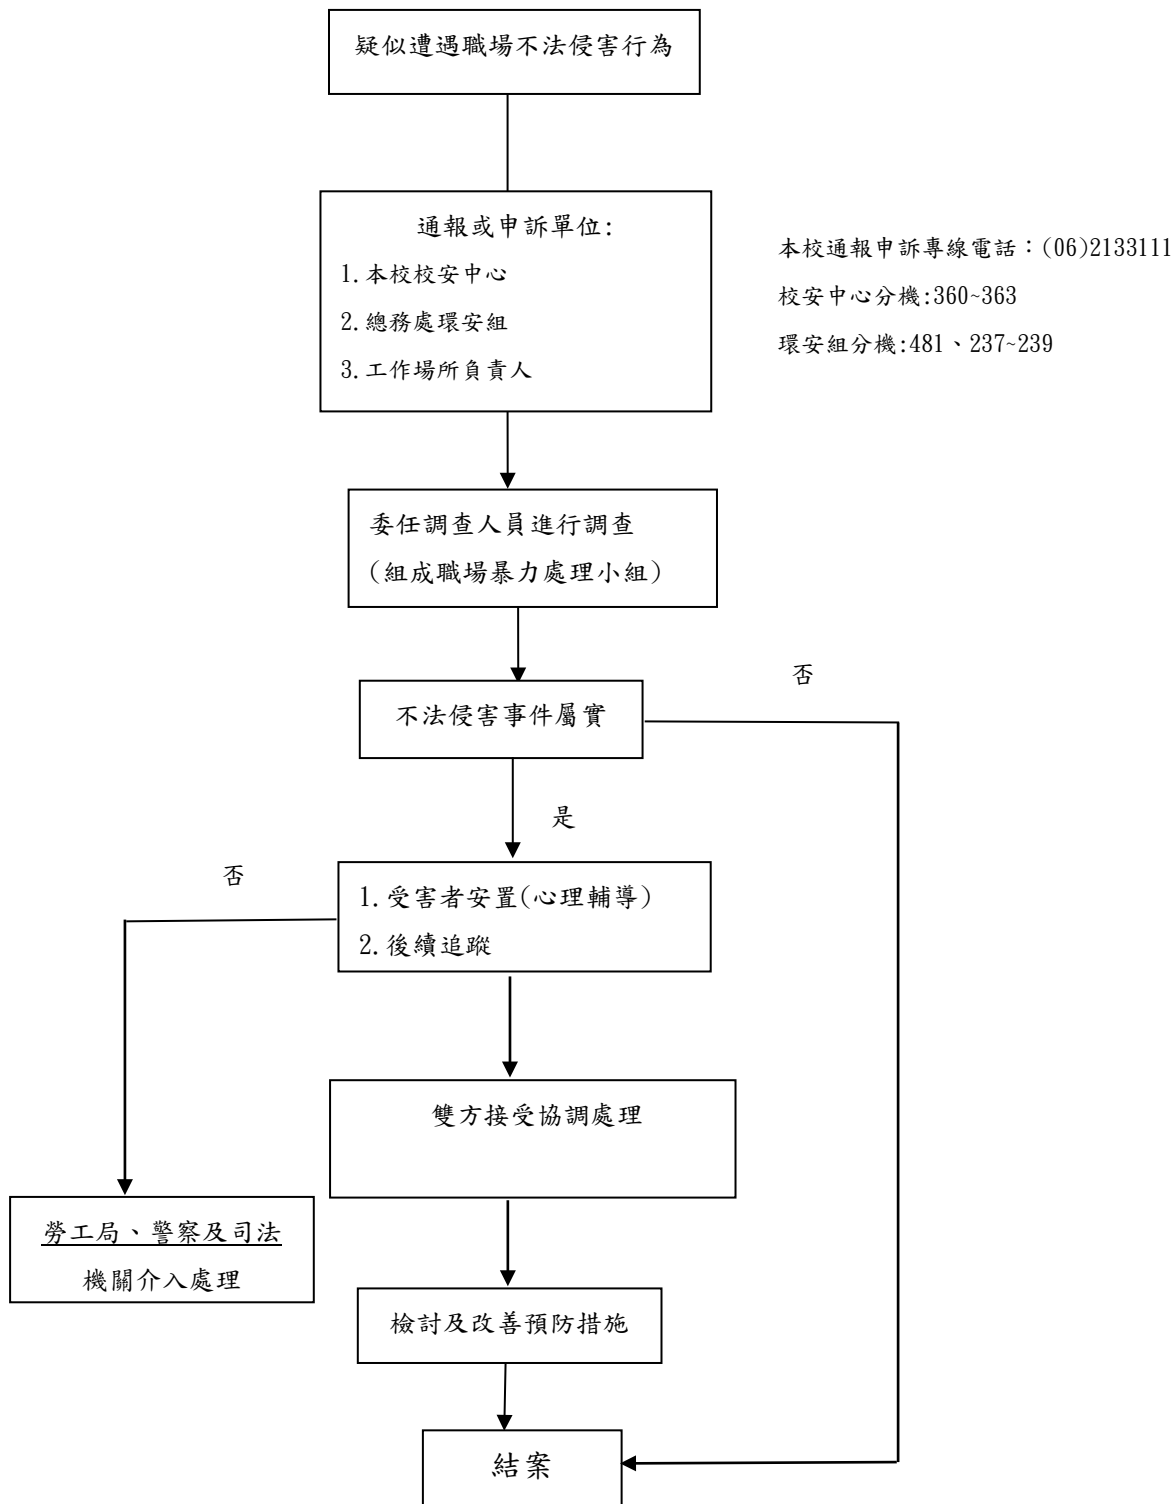 疑似遭遇職場不法侵害行為
通報或申訴單位:
1.本校校安中心
2.總務處環安組
3.工作場所負責人
本校通報申訴專線電話：(06)2133111
校安中心分機:360~363
環安組分機:481、237~239
委任調查人員進行調查
(組成職場暴力處理小組)
否
不法侵害事件屬實
是
否
1.受害者安置(心理輔導)
2.後續追蹤
雙方接受協調處理
勞工局、警察及司法
機關介入處理
檢討及改善預防措施
結案